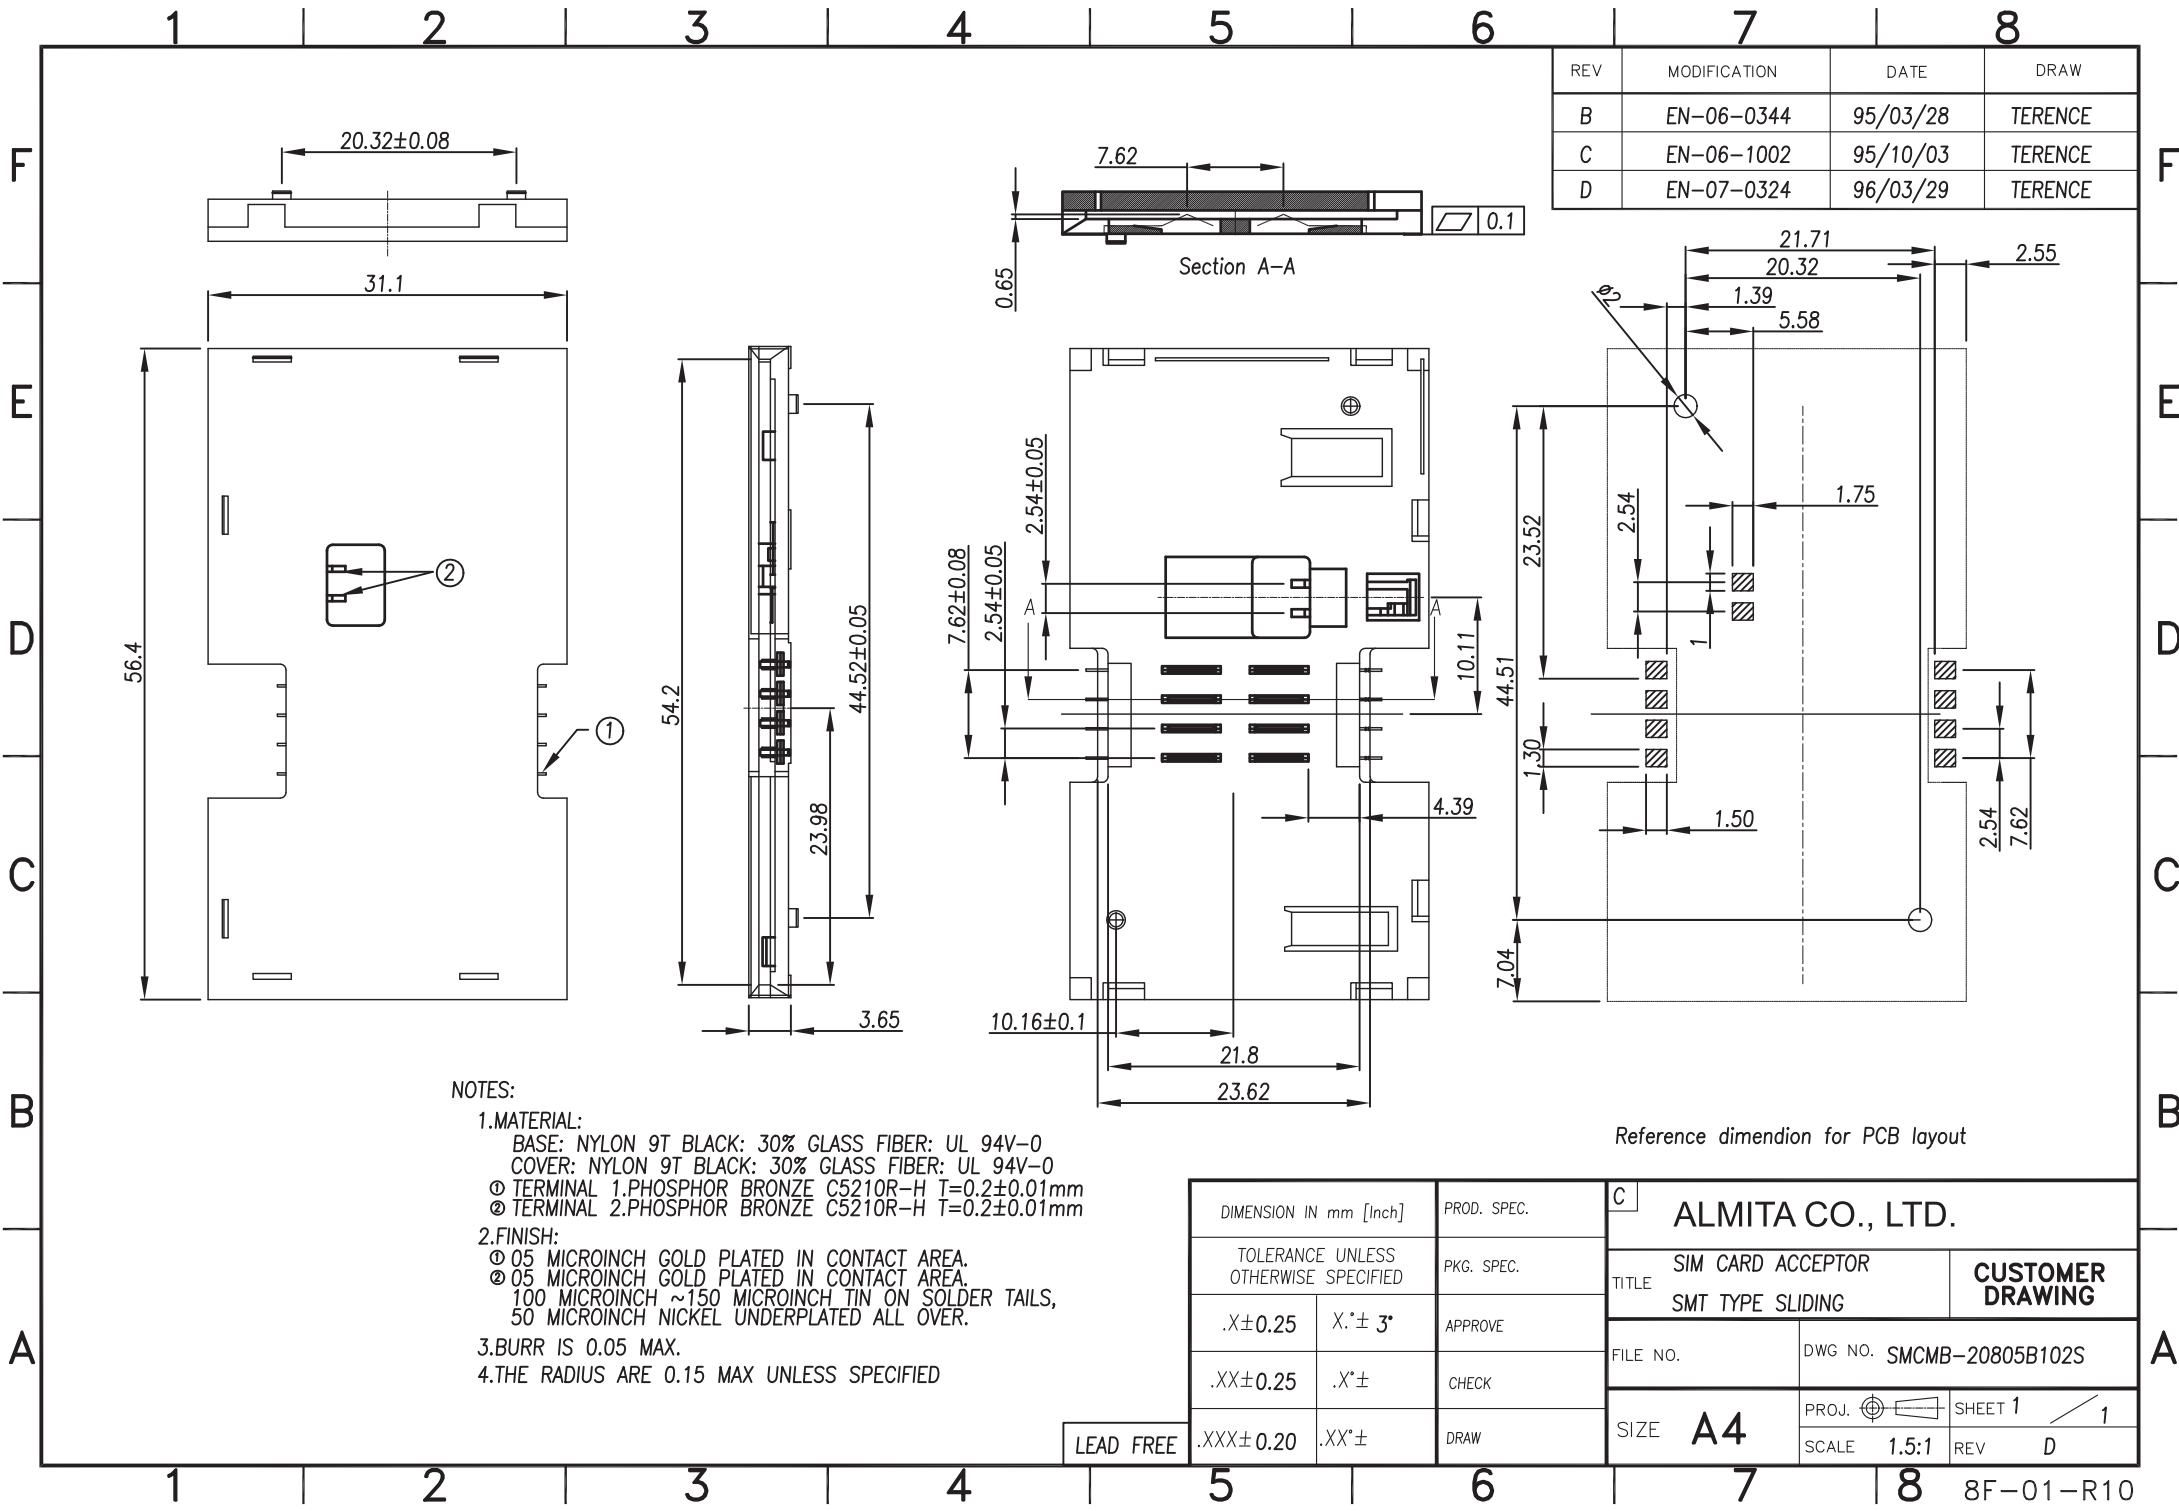 1 2 3 4 5 6 7 8
REV MODIFICATION DATE DRAW
B EN-06-0344 95/03/28 TERENCE
C EN-06-1002 95/10/03 TERENCE
D EN-07-0324 96/03/29 TERENCE
F F
E E
D D
C C
B B
A A
20.32±0.08
31.1
56.4
2
1
54.2
44.52±0.05
23.98
3.65
7.62
0.65
0.1
Section A-A
2.54±0.05
7.62±0.08
2.54±0.05
A A
10.11
4.39
10.16±0.1
21.8
23.62
21.71
20.32
2.55
1.39
5.58
ø2
2.54
1.75
23.52
1
44.51
1.30
1.50
2.54
7.62
7.04
Reference dimendion for PCB layout
NOTES:
1.MATERIAL:
BASE: NYLON 9T BLACK: 30% GLASS FIBER: UL 94V-0
COVER: NYLON 9T BLACK: 30% GLASS FIBER: UL 94V-0
① TERMINAL 1.PHOSPHOR BRONZE C5210R-H T=0.2±0.01mm
② TERMINAL 2.PHOSPHOR BRONZE C5210R-H T=0.2±0.01mm
2.FINISH:
① 05 MICROINCH GOLD PLATED IN CONTACT AREA.
② 05 MICROINCH GOLD PLATED IN CONTACT AREA.
100 MICROINCH ~150 MICROINCH TIN ON SOLDER TAILS,
50 MICROINCH NICKEL UNDERPLATED ALL OVER.
3.BURR IS 0.05 MAX.
4.THE RADIUS ARE 0.15 MAX UNLESS SPECIFIED
LEAD FREE
DIMENSION IN mm [Inch]
TOLERANCE UNLESS
OTHERWISE SPECIFIED
.X±0.25 X.°± 3°
.XX±0.25 .X°±
.XXX±0.20 .XX°±
PROD. SPEC.
PKG. SPEC.
APPROVE
CHECK
DRAW
C
ALMITA CO., LTD.
TITLE
SIM CARD ACCEPTOR
SMT TYPE SLIDING
CUSTOMER
DRAWING
FILE NO.
DWG NO. SMCMB-20805B102S
SIZE A4
PROJ.
SHEET 1 / 1
SCALE 1.5:1
REV D
1 2 3 4 5 6 7 8
8F-01-R10